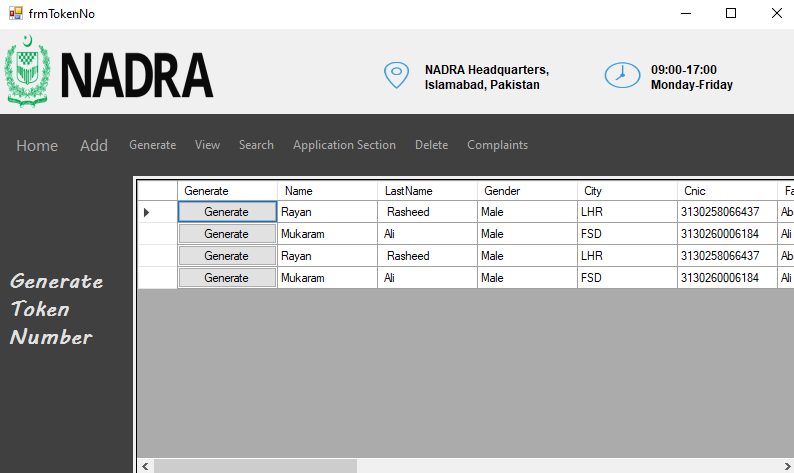 frmTokenNo
NADRA
NADRA Headquarters,
Islamabad, Pakistan
09:00-17:00
Monday-Friday
Home Add Generate View Search Application Section Delete Complaints
Generate
Token
Number
Generate Name LastName Gender City Cnic Fa
Generate Rayan Rasheed Male LHR 3130258066437 Ab
Generate Mukaram Ali Male FSD 3130260006184 Ali
Generate Rayan Rasheed Male LHR 3130258066437 Ab
Generate Mukaram Ali Male FSD 3130260006184 Ali